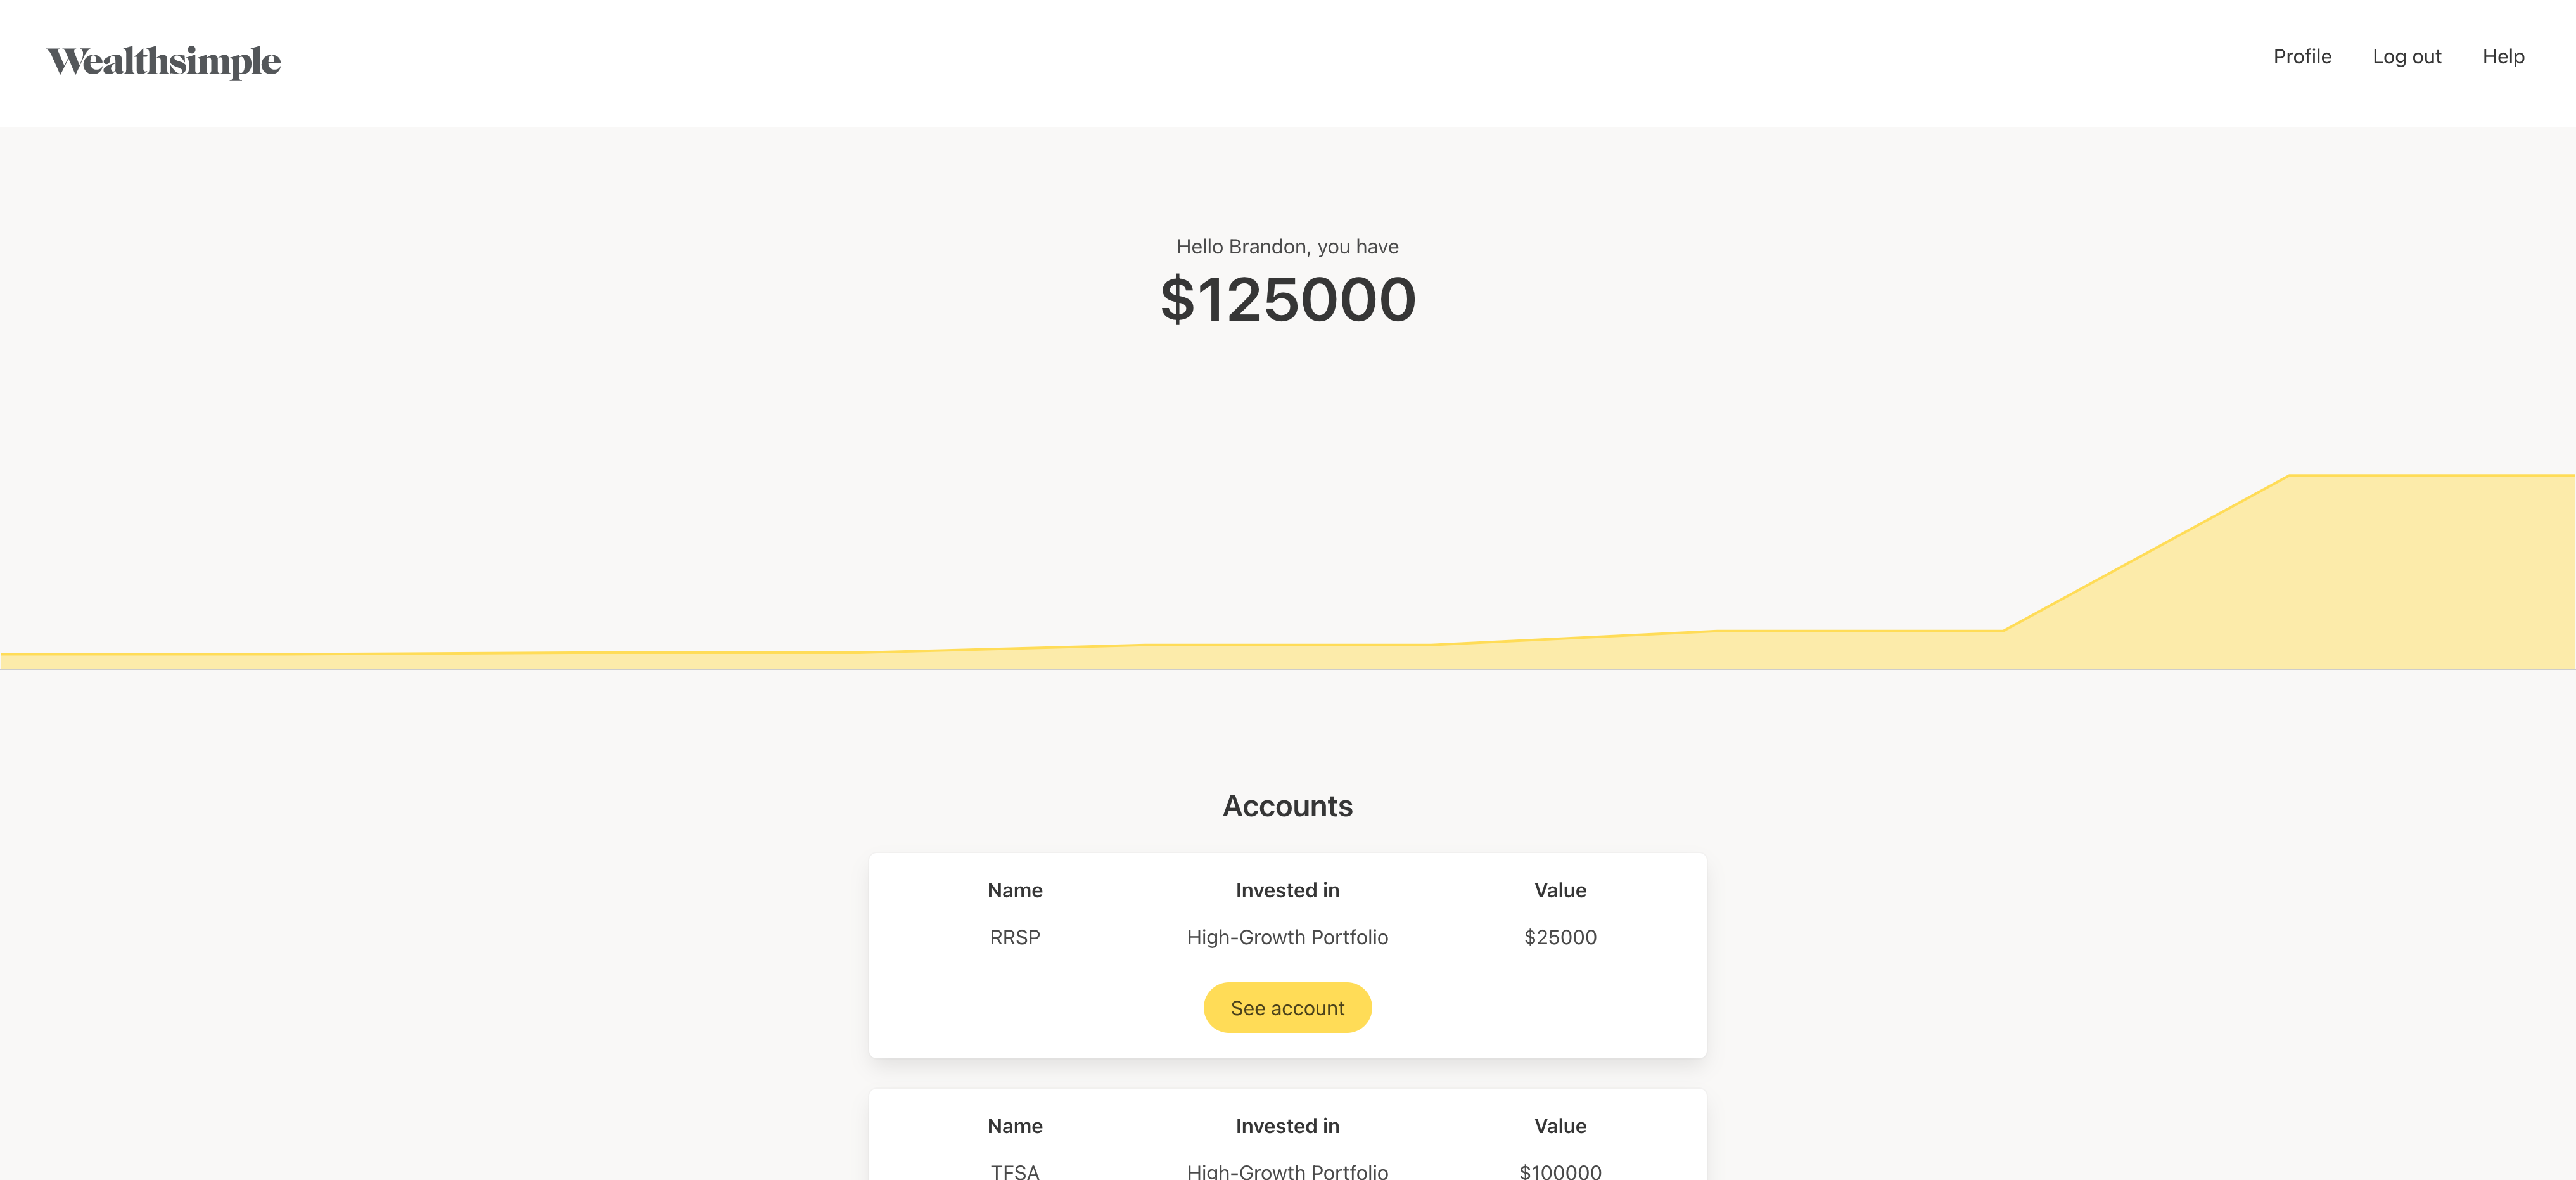 Wealthsimple
Profile Log out Help
Hello Brandon, you have
$125000
Accounts
Name Invested in Value
RRSP High-Growth Portfolio $25000
See account
Name Invested in Value
TFSA High-Growth Portfolio $100000